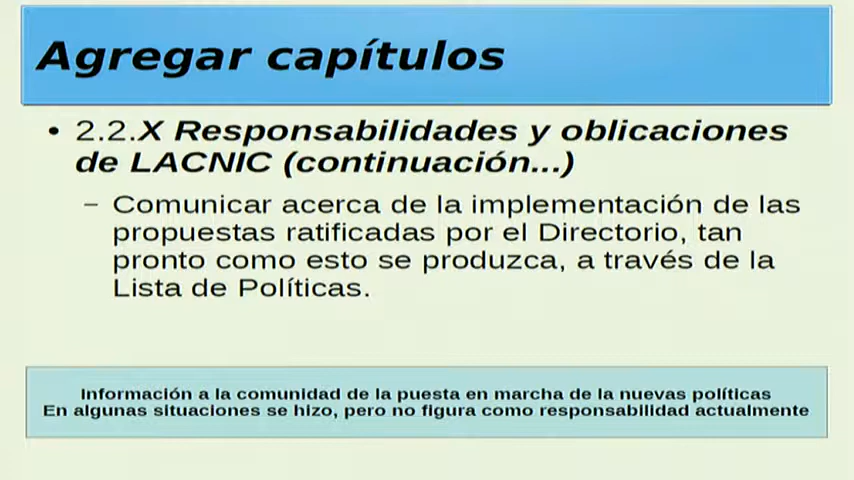 Agregar capítulos
• 2.2.X Responsabilidades y oblicaciones
de LACNIC (continuación...)
– Comunicar acerca de la implementación de las
propuestas ratificadas por el Directorio, tan
pronto como esto se produzca, a través de la
Lista de Políticas.
Información a la comunidad de la puesta en marcha de la nuevas políticas
En algunas situaciones se hizo, pero no figura como responsabilidad actualmente